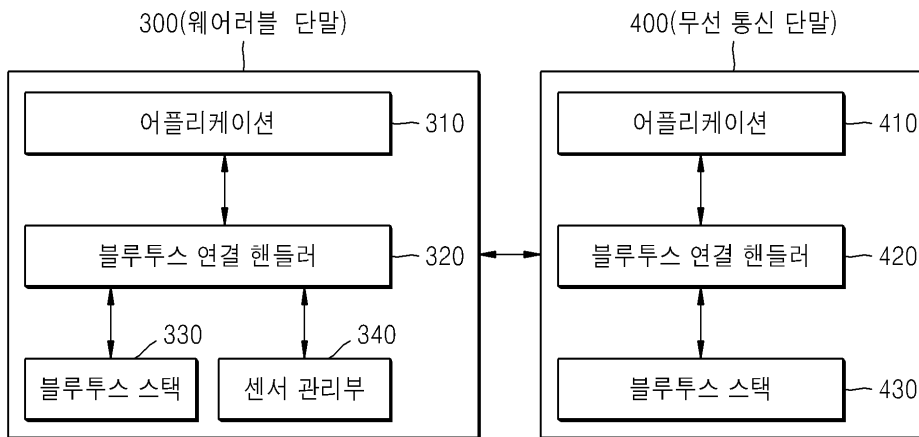 300(웨어러블 단말)
400(무선 통신 단말)
어플리케이션
310
어플리케이션
410
블루투스 연결 핸들러
320
블루투스 연결 핸들러
420
330
340
블루투스 스택
센서 관리부
블루투스 스택
430